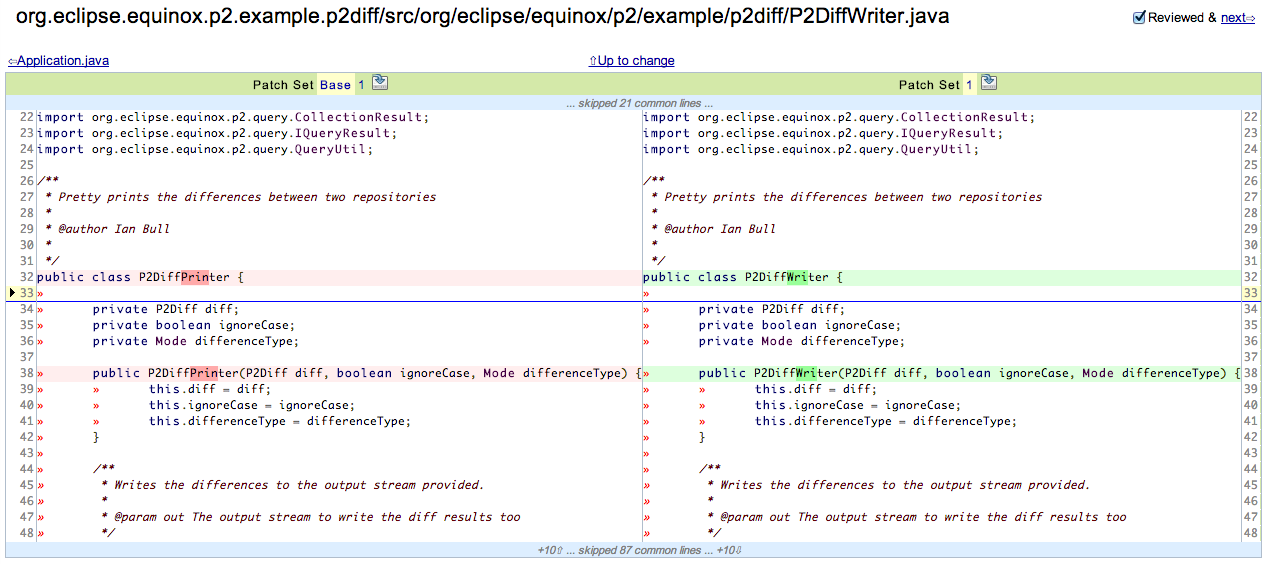 org.eclipse.equinox.p2.example.p2diff/src/org/eclipse/equinox/p2/example/p2diff/P2DiffWriter.java Reviewed & next⇨
⇦Application.java ⇧Up to change
Patch Set Base 1 Patch Set 1
... skipped 21 common lines ...
22 import org.eclipse.equinox.p2.query.CollectionResult; import org.eclipse.equinox.p2.query.CollectionResult; 22
23 import org.eclipse.equinox.p2.query.IQueryResult; import org.eclipse.equinox.p2.query.IQueryResult; 23
24 import org.eclipse.equinox.p2.query.QueryUtil; import org.eclipse.equinox.p2.query.QueryUtil; 24
25 25
26 /** /** 26
27 * Pretty prints the differences between two repositories * Pretty prints the differences between two repositories 27
28 * * 28
29 * @author Ian Bull * @author Ian Bull 29
30 * * 30
31 */ */ 31
32 public class P2DiffPrinter { public class P2DiffWriter { 32
33 » » 33
34 » private P2Diff diff; » private P2Diff diff; 34
35 » private boolean ignoreCase; » private boolean ignoreCase; 35
36 » private Mode differenceType; » private Mode differenceType; 36
37 37
38 » public P2DiffPrinter(P2Diff diff, boolean ignoreCase, Mode differenceType) { » public P2DiffWriter(P2Diff diff, boolean ignoreCase, Mode differenceType) { 38
39 » » this.diff = diff; » » this.diff = diff; 39
40 » » this.ignoreCase = ignoreCase; » » this.ignoreCase = ignoreCase; 40
41 » » this.differenceType = differenceType; » » this.differenceType = differenceType; 41
42 » } » } 42
43 » » 43
44 » /** » /** 44
45 » * Writes the differences to the output stream provided. » * Writes the differences to the output stream provided. 45
46 » * » * 46
47 » * @param out The output stream to write the diff results too » * @param out The output stream to write the diff results too 47
48 » */ » */ 48
+10⇧ ... skipped 87 common lines ... +10⇩